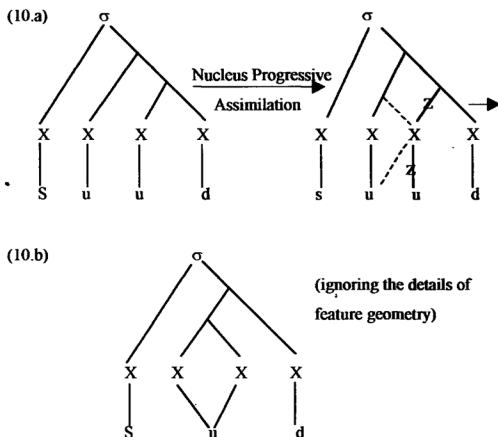 (10.a)
σ σ
Nucleus Progressive
Assimilation
z
X X X X X X X X
z
S u u d s u u d
(10.b)
σ
(ignoring the details of
feature geometry)
X X X X
S u d